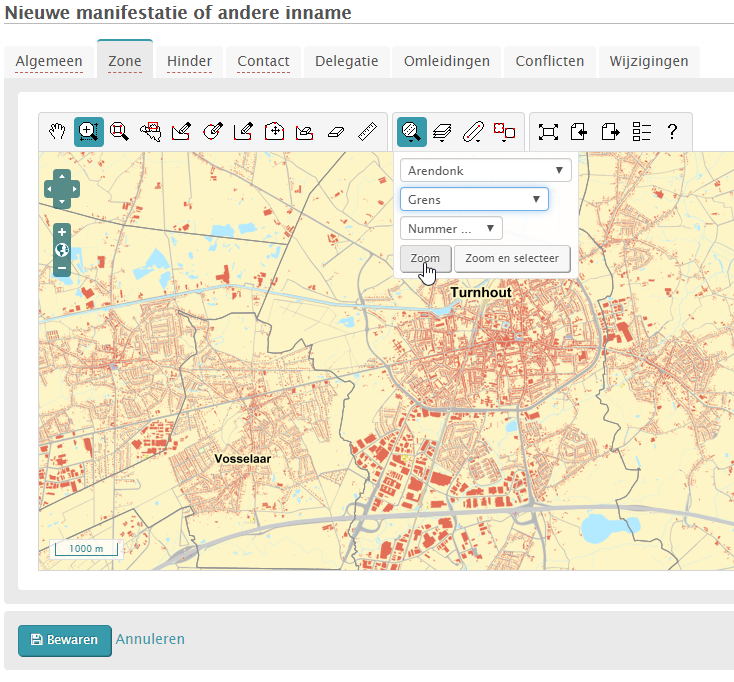 Nieuwe manifestatie of andere inname
Algemeen Zone Hinder Contact Delegatie Omleidingen Conflicten Wijzigingen
?
Arendonk
Grens
Nummer ...
Zoom Zoom en selecteer
Turnhout
Vosselaar
1000 m
Bewaren Annuleren